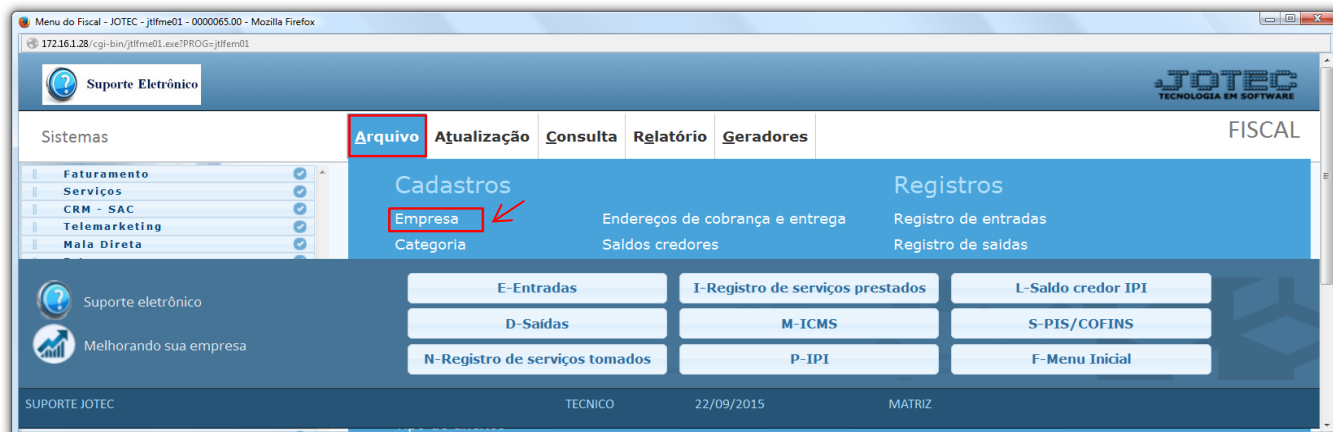 Menu do Fiscal - JOTEC - jtlfme01 - 0000065.00 - Mozilla Firefox
172.16.1.28/cgi-bin/jtlfme01.exe?PROG=jtlfem01
Suporte Eletrônico
JOTEC
TECNOLOGIA EM SOFTWARE
Sistemas
Arquivo Atualização Consulta Relatório Geradores
FISCAL
Faturamento
Serviços
CRM - SAC
Telemarketing
Mala Direta
Cadastros Registros
Empresa Endereços de cobrança e entrega Registro de entradas
Categoria Saldos credores Registro de saidas
Suporte eletrônico
Melhorando sua empresa
E-Entradas I-Registro de serviços prestados L-Saldo credor IPI
D-Saídas M-ICMS S-PIS/COFINS
N-Registro de serviços tomados P-IPI F-Menu Inicial
SUPORTE JOTEC TECNICO 22/09/2015 MATRIZ